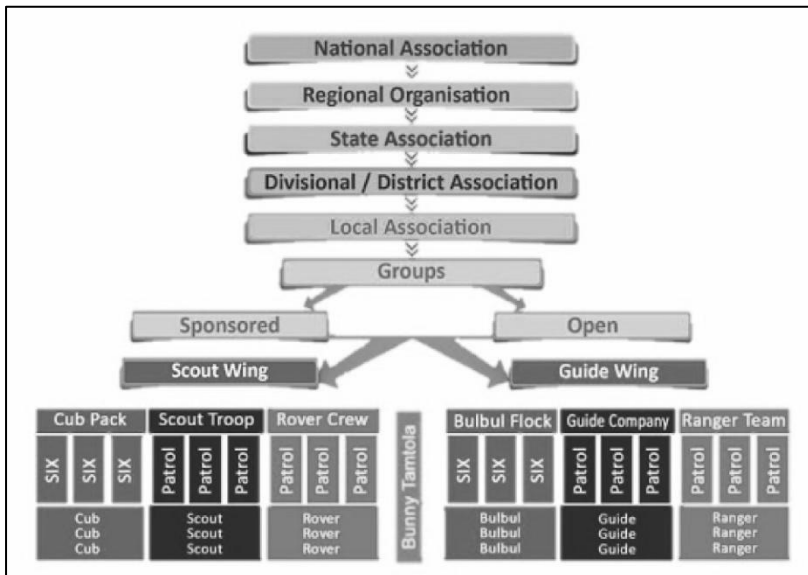 National Association
Regional Organisation
State Association
Divisional / District Association
Local Association
Groups
Sponsored
Open
Scout Wing
Guide Wing
Cub Pack
Scout Troop
Rover Crew
Bulbul Flock
Guide Company
Ranger Team
SIX
SIX
SIX
Patrol
Patrol
Patrol
Patrol
Patrol
Patrol
Bunny Tamtola
SIX
SIX
SIX
Patrol
Patrol
Patrol
Patrol
Patrol
Patrol
Cub
Cub
Cub
Scout
Scout
Scout
Rover
Rover
Rover
Bulbul
Bulbul
Bulbul
Guide
Guide
Guide
Ranger
Ranger
Ranger